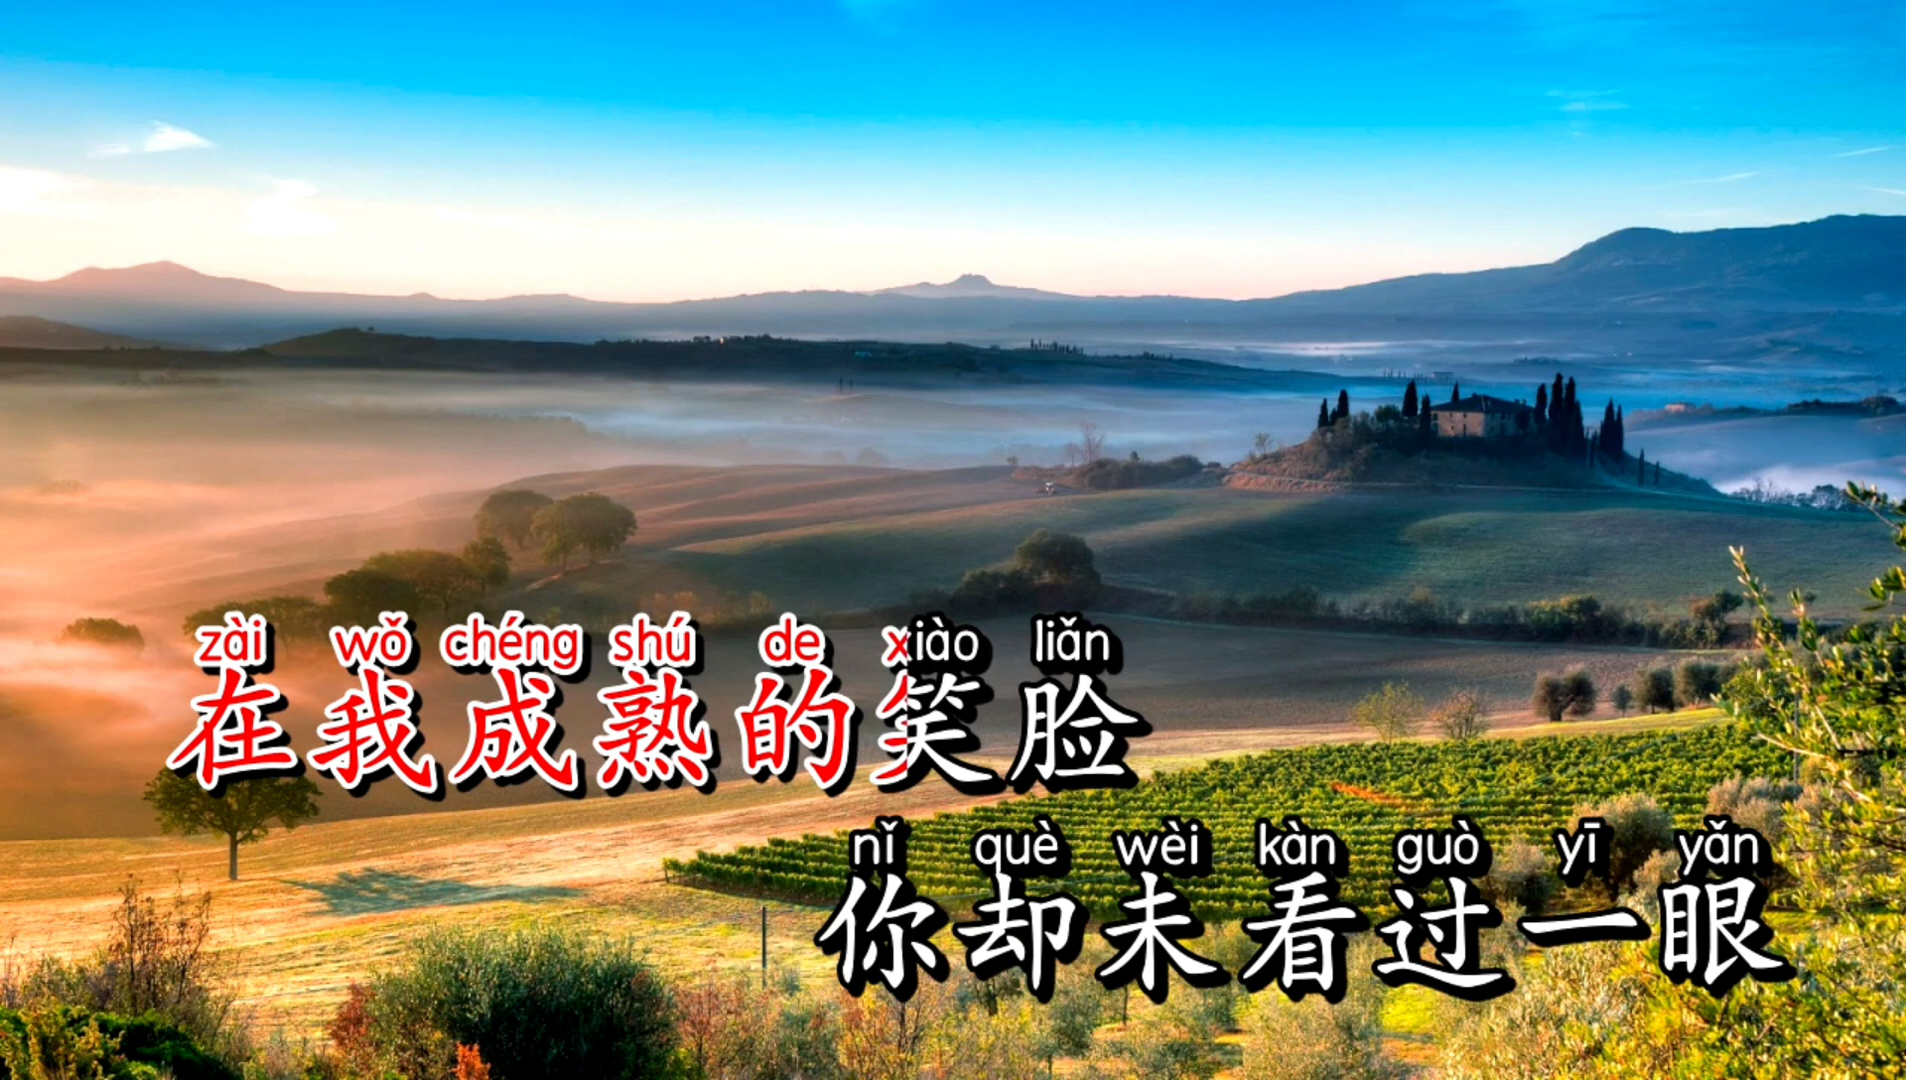 zài wǒ chéng shú de xiào liǎn
在我成熟的笑脸
nǐ què wèi kàn guò yī yǎn
你却未看过一眼